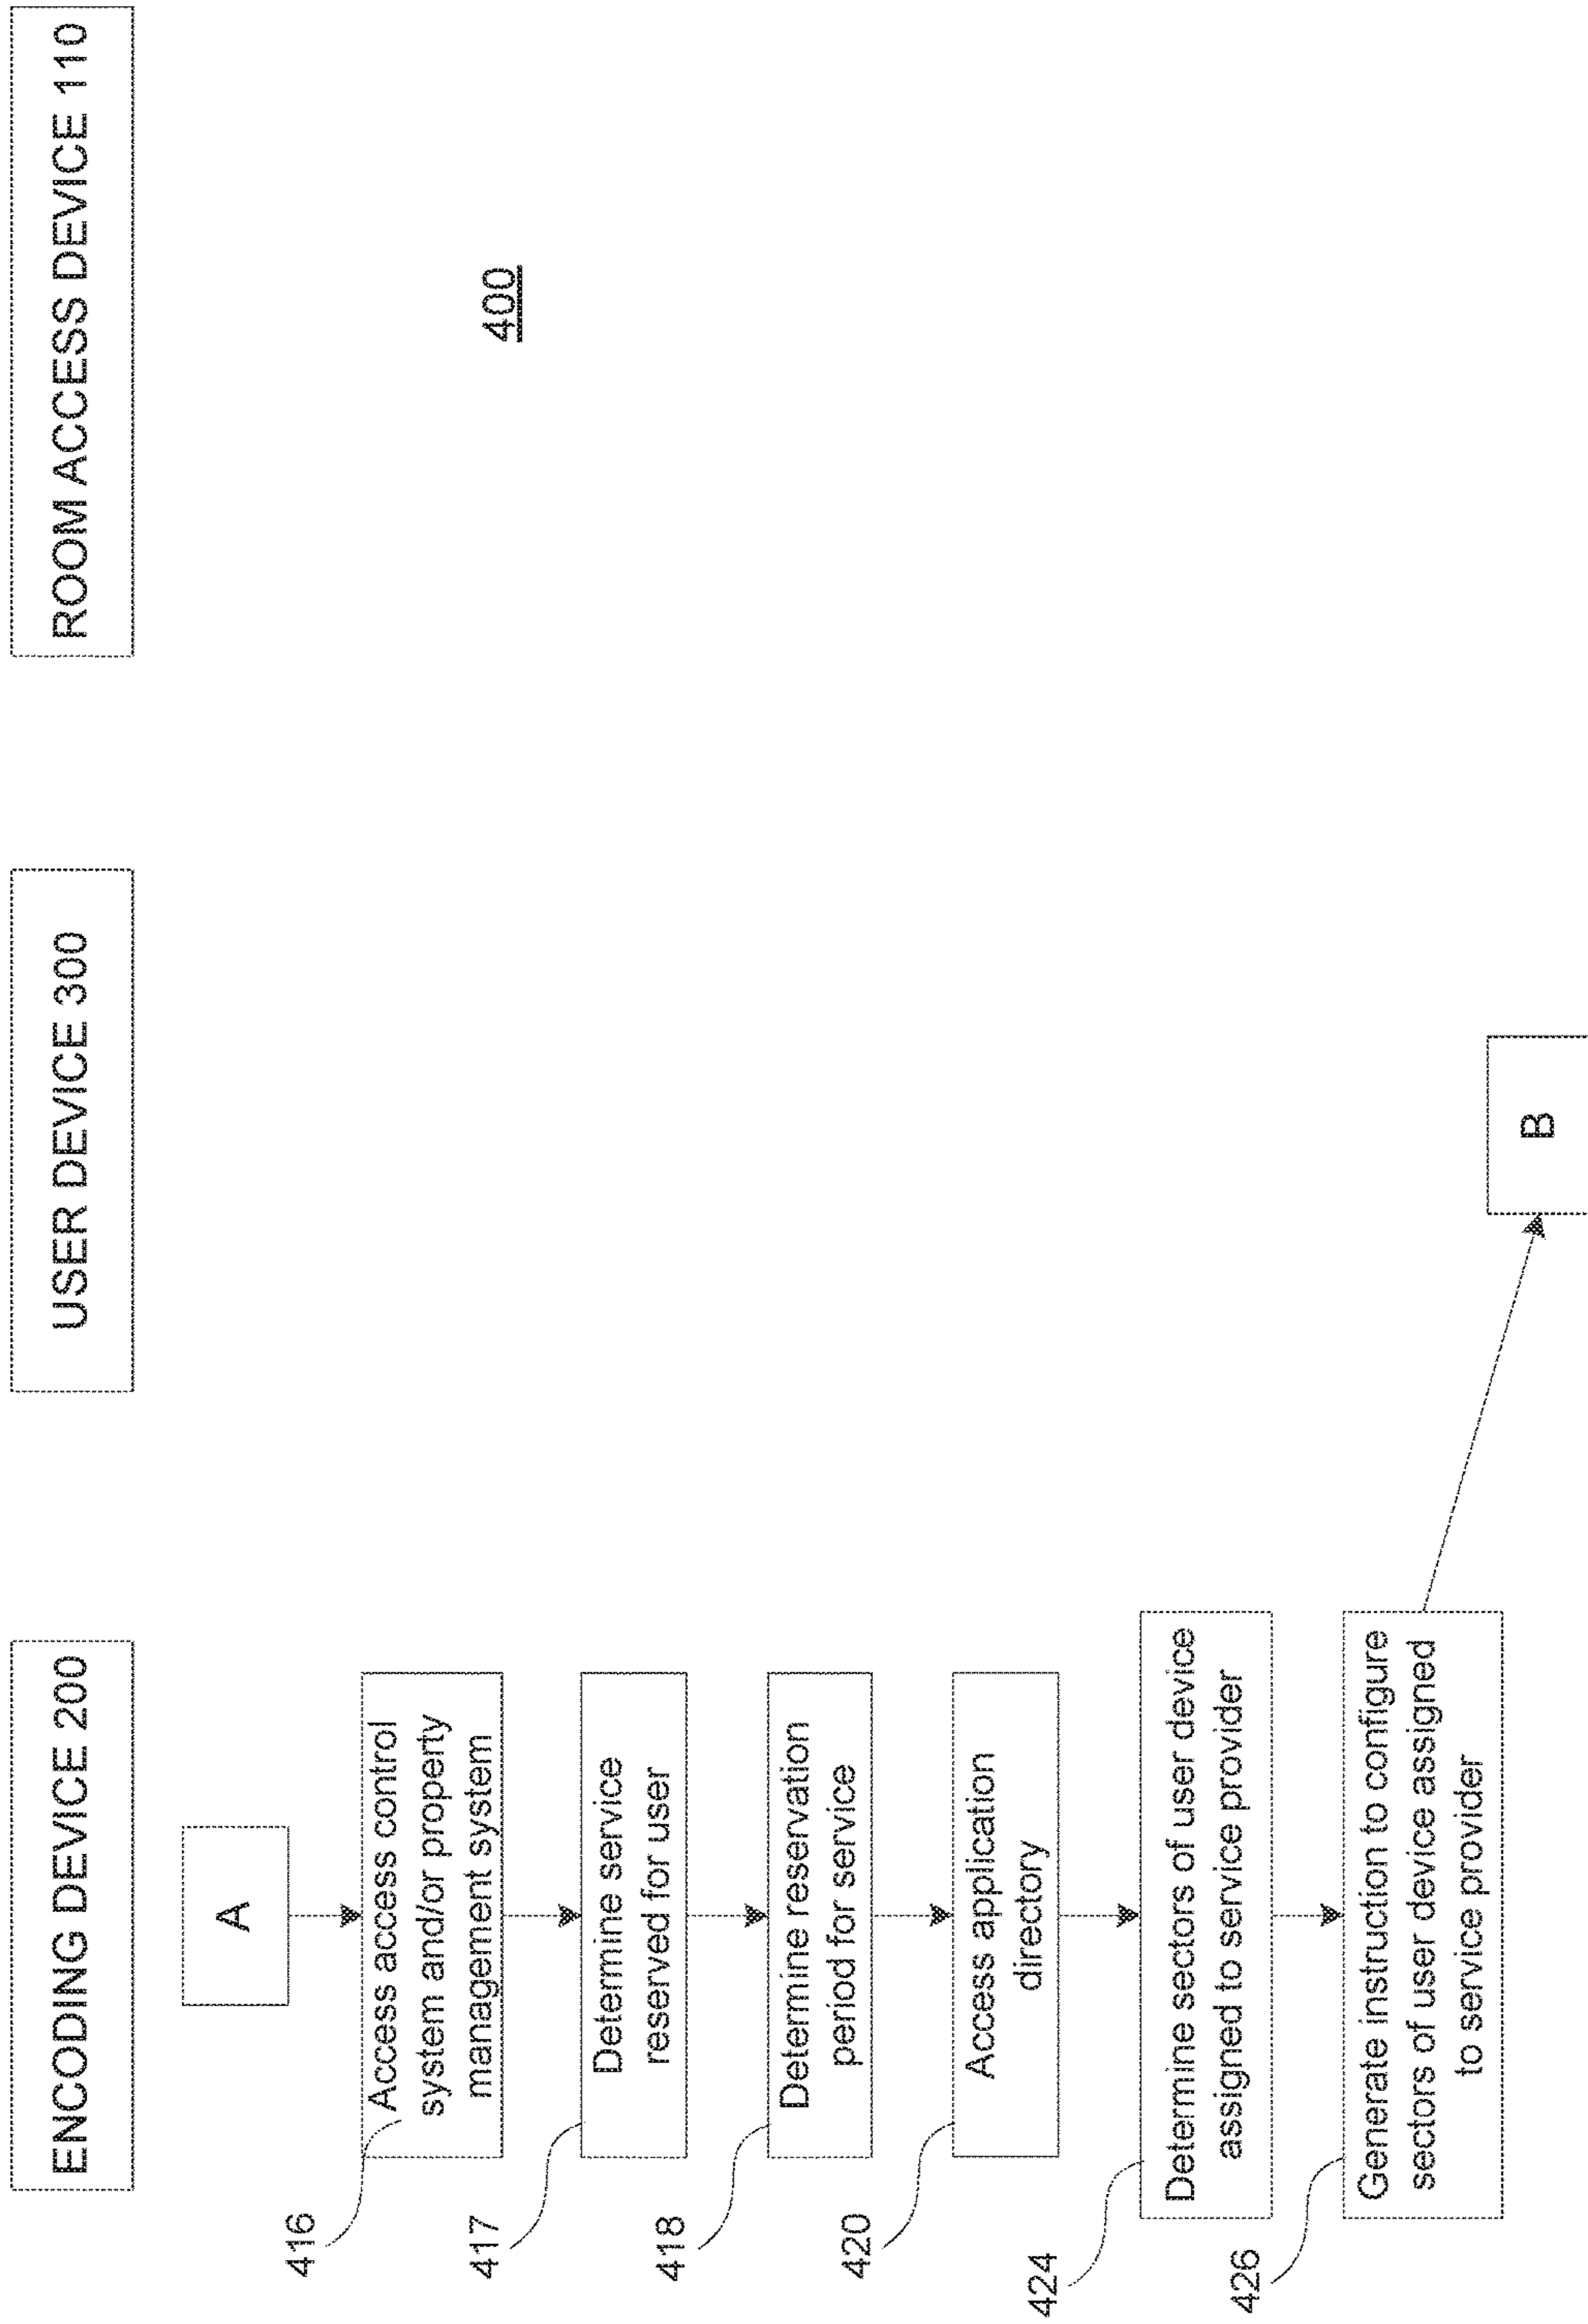 ENCODING DEVICE 200
USER DEVICE 300
ROOM ACCESS DEVICE 110
400
A
416
Access access control
system and/or property
management system
417
Determine service
reserved for user
418
Determine reservation
period for service
420
Access application
directory
424
Determine sectors of user device
assigned to service provider
426
Generate instruction to configure
sectors of user device assigned
to service provider
B